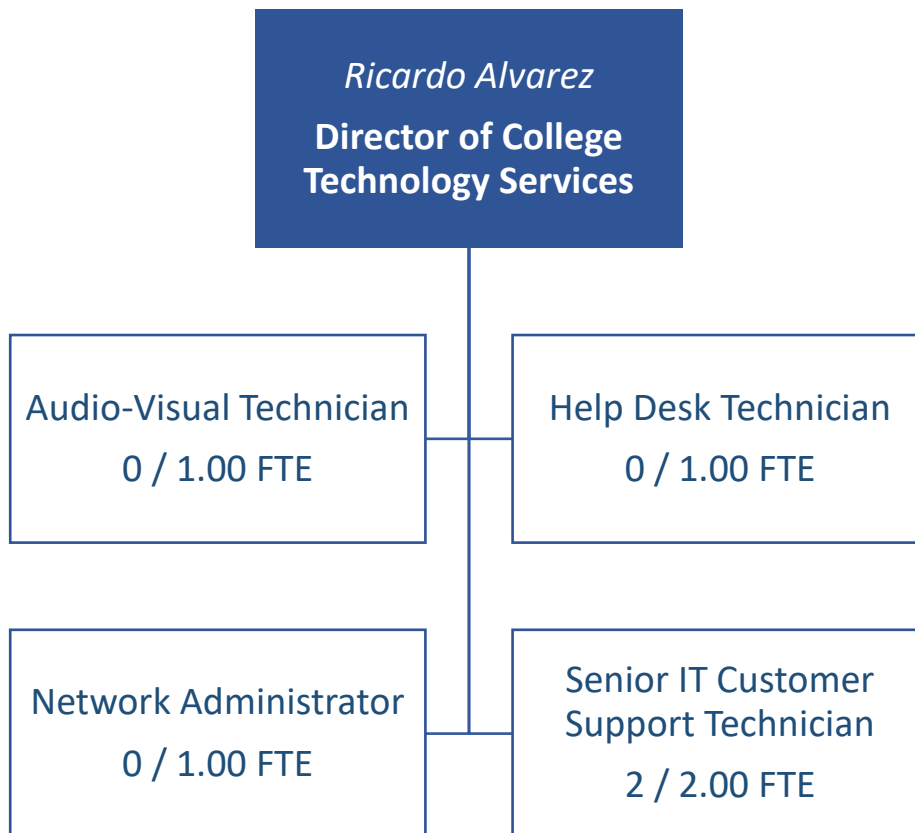 Ricardo Alvarez
Director of College
Technology Services
Audio-Visual Technician
0 / 1.00 FTE
Help Desk Technician
0 / 1.00 FTE
Network Administrator
0 / 1.00 FTE
Senior IT Customer
Support Technician
2 / 2.00 FTE